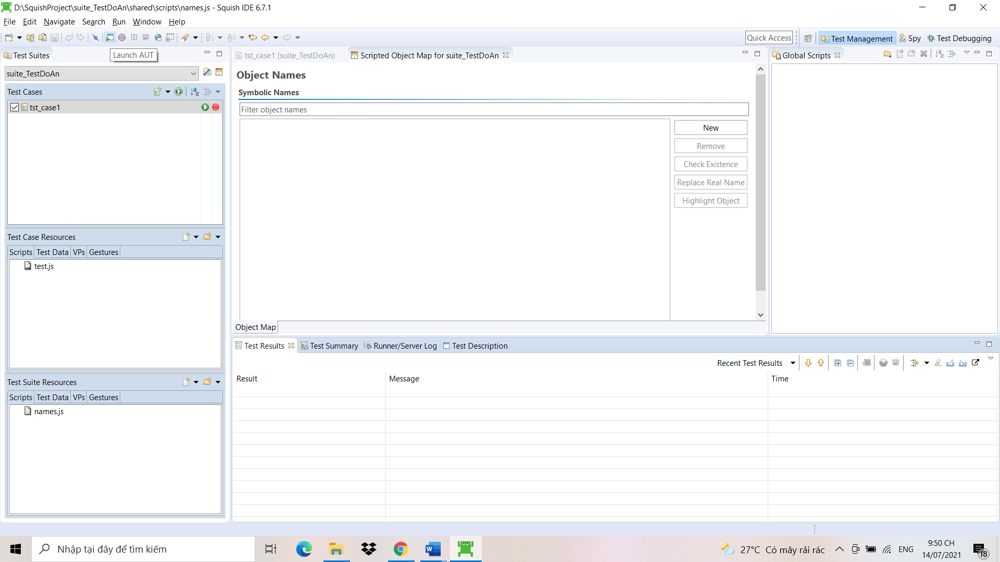 D:\SquishProject\suite_TestDoAn\shared\scripts\names.js - Squish IDE 6.7.1
File Edit Navigate Search Run Window Help
Quick Access
Test Management
Spy
Test Debugging
Test Suites
Launch AUT
suite_TestDoAn
Test Cases
tst_case1
Test Case Resources
Scripts Test Data VPs Gestures
test.js
Test Suite Resources
Scripts Test Data VPs Gestures
names.js
tst_case1 (suite_TestDoAn)
Scripted Object Map for suite_TestDoAn
Object Names
Symbolic Names
Filter object names
New
Remove
Check Existence
Replace Real Name
Highlight Object
Object Map
Global Scripts
Test Results
Test Summary
Runner/Server Log
Test Description
Recent Test Results
Result Message Time
Nhập tại đây để tìm kiếm
27°C Có mây rải rác
ENG
9:50 CH
14/07/2021
18